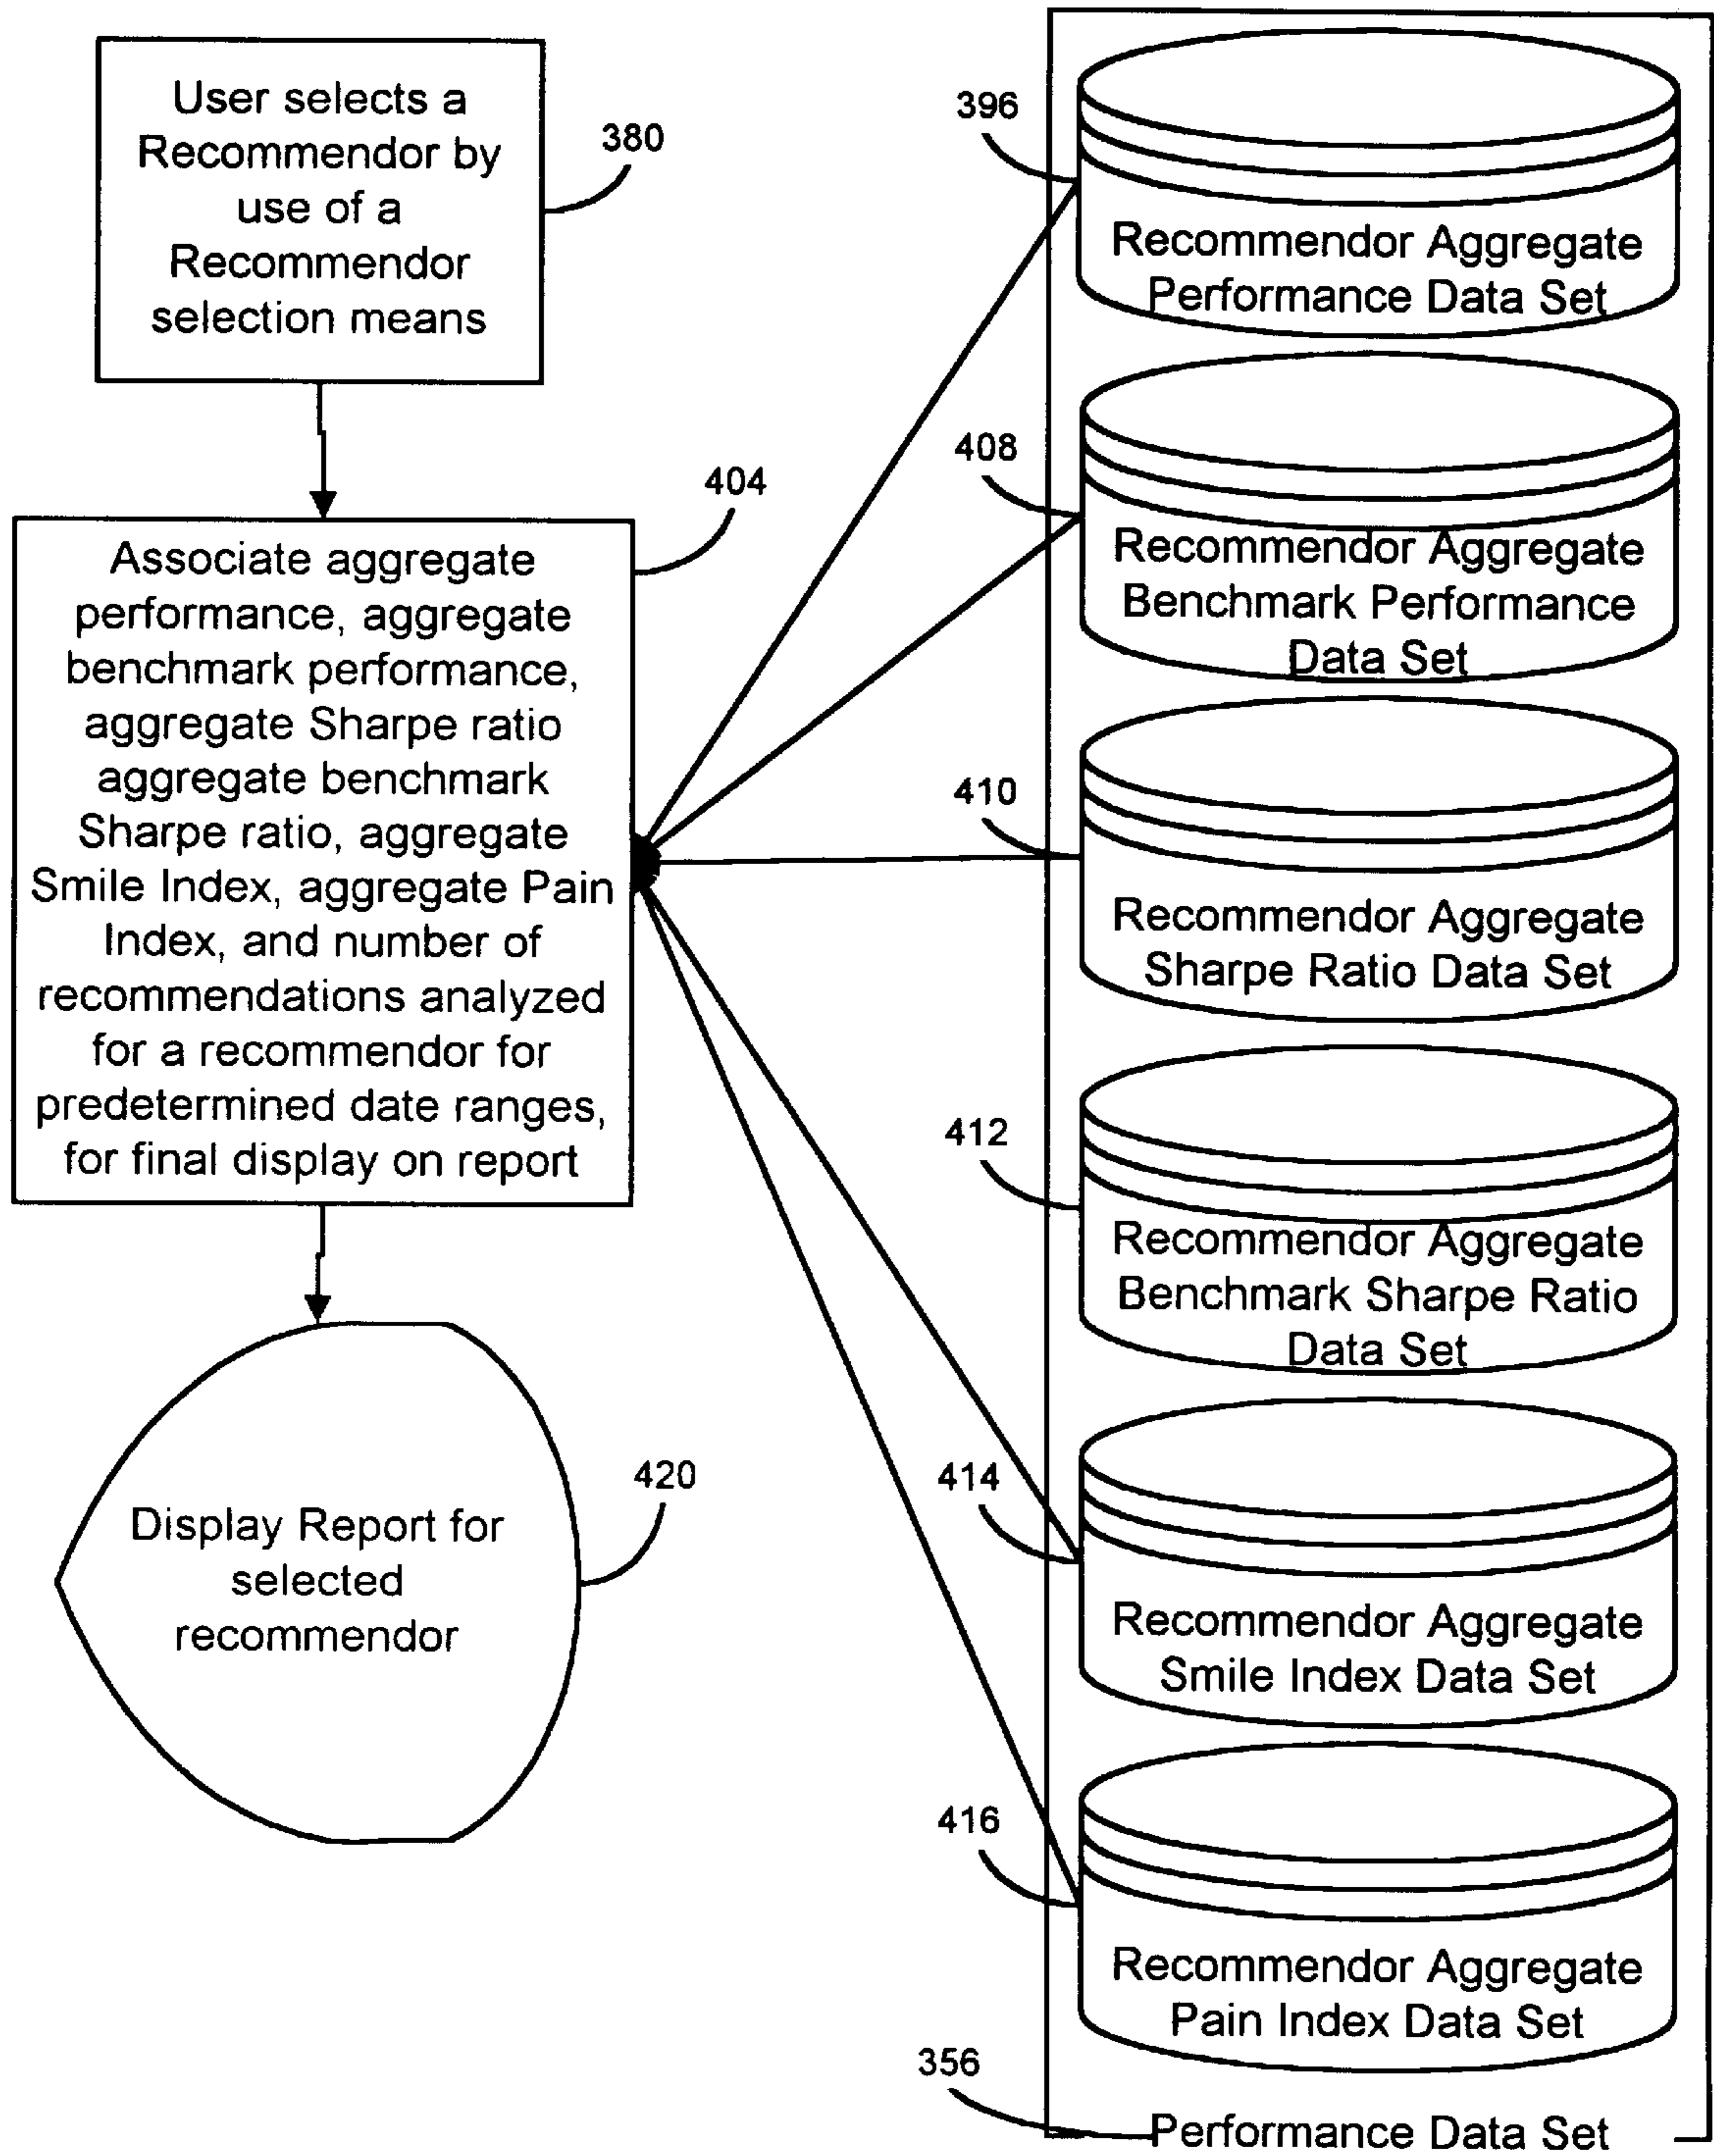 User selects a
Recommendor by
use of a
Recommendor
selection means
380
404
Associate aggregate
performance, aggregate
benchmark performance,
aggregate Sharpe ratio
aggregate benchmark
Sharpe ratio, aggregate
Smile Index, aggregate Pain
Index, and number of
recommendations analyzed
for a recommendor for
predetermined date ranges,
for final display on report
Display Report for
selected
recommendor
420
396
Recommendor Aggregate
Performance Data Set
408
Recommendor Aggregate
Benchmark Performance
Data Set
410
Recommendor Aggregate
Sharpe Ratio Data Set
412
Recommendor Aggregate
Benchmark Sharpe Ratio
Data Set
414
Recommendor Aggregate
Smile Index Data Set
416
Recommendor Aggregate
Pain Index Data Set
356
Performance Data Set